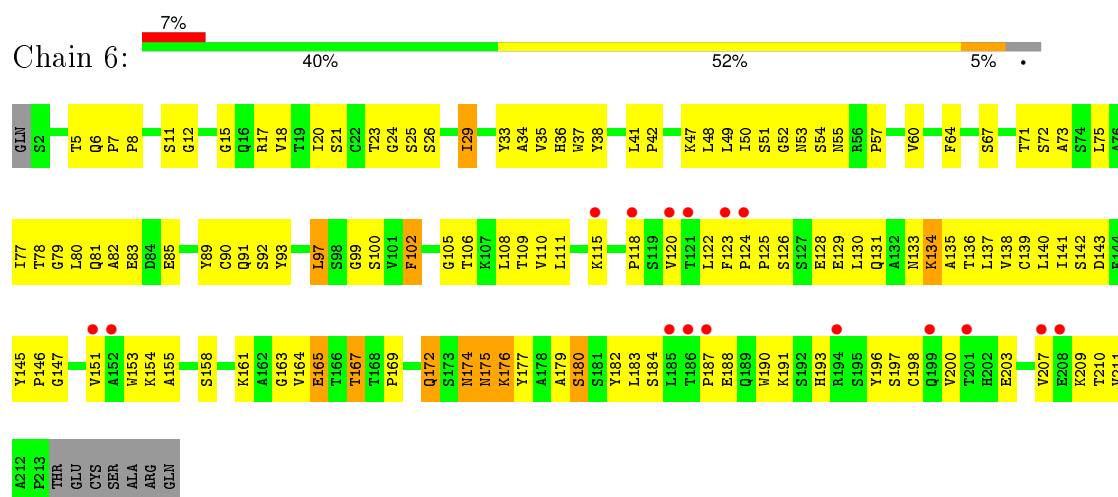 7%
Chain 6:
40% 52% 5% •
GLN S2 T5 Q6 P7 P8 S11 G12 G15 Q16 R17 V18 T19 I20 S21 C22 T23 G24 S25 S26 I29 Y33 A34 V35 H36 W37 Y38 L41 P42 K47 L48 L49 I50 S51 G52 N53 S54 N55 R56 P57 V60 F64 S67 T71 S72 A73 S74 L75 A76
I77 T78 G79 L80 Q81 A82 E83 D84 E85 Y89 C90 Q91 S92 Y93 L97 S98 G99 S100 V101 F102 G105 T106 K107 L108 T109 V110 L111 K115 P118 S119 V120 T121 L122 F123 P124 P125 S126 S127 E128 E129 L130 Q131 A132 N133 K134 A135 T136 L137 V138 C139 L140 I141 S142 D143 F144
Y145 P146 G147 V151 A152 W153 K154 A155 S158 K161 A162 G163 V164 E165 T166 T167 T168 P169 Q172 S173 N174 N175 K176 Y177 A178 A179 S180 S181 Y182 L183 S184 L185 T186 P187 E188 Q189 W190 K191 S192 H193 R194 S195 Y196 S197 C198 Q199 V200 T201 H202 E203 V207 E208 K209 T210 V211
A212 P213 THR GLU CYS SER ALA ARG GLN